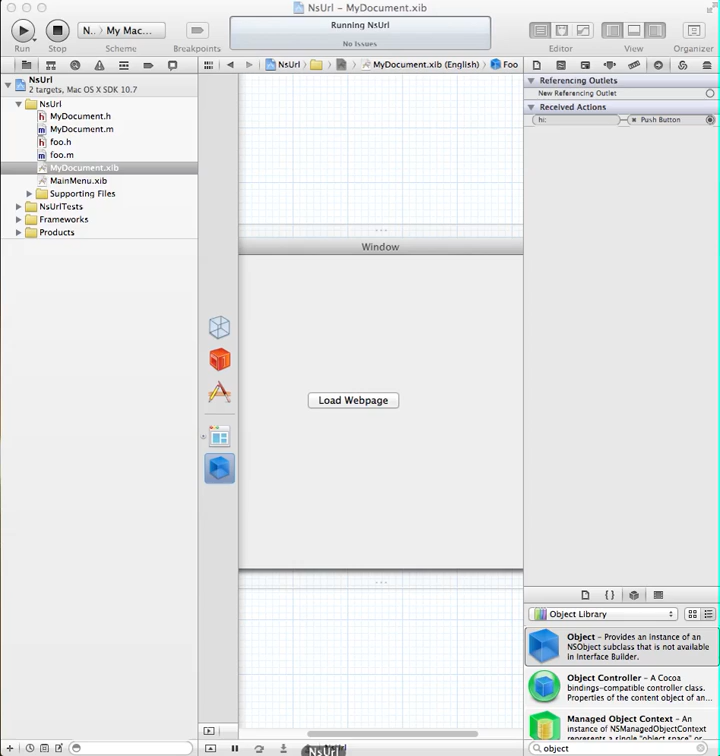 NsUrl – MyDocument.xib
Running NsUrl
No Issues
N.. My Mac...
Run
Stop
Scheme
Breakpoints
Editor
View
Organizer
NsUrl
MyDocument.xib (English)
Foo
NsUrl
2 targets, Mac OS X SDK 10.7
NsUrl
MyDocument.h
MyDocument.m
foo.h
foo.m
MyDocument.xib
MainMenu.xib
Supporting Files
NsUrlTests
Frameworks
Products
Window
Load Webpage
Referencing Outlets
New Referencing Outlet
Received Actions
hi:
Push Button
Object Library
Object – Provides an instance of an
NSObject subclass that is not available
in Interface Builder.
Object Controller – A Cocoa
bindings-compatible controller class.
Properties of the content object of an...
Managed Object Context – An
instance of NSManagedObjectContext
represents a single "object space" or
object
NsUrl